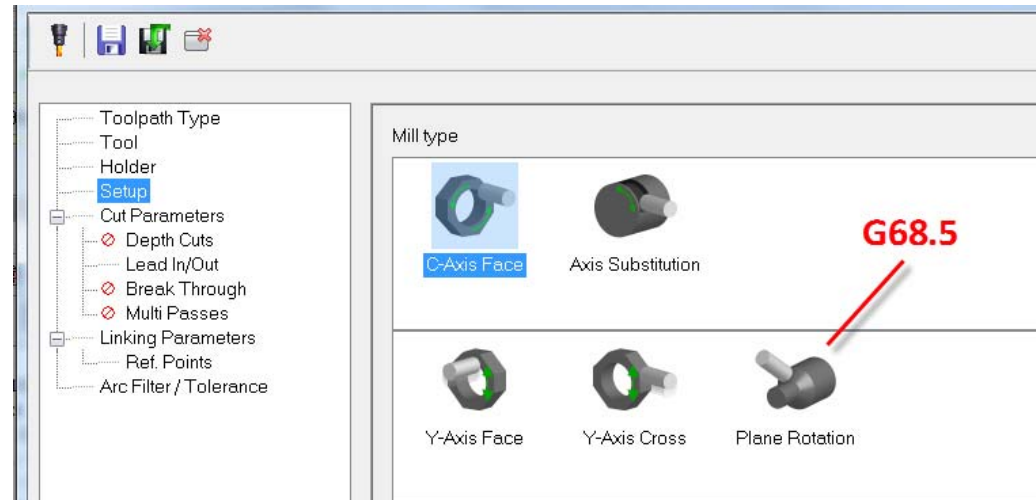 Toolpath Type
Tool
Holder
Setup
Cut Parameters
Depth Cuts
Lead In/Out
Break Through
Multi Passes
Linking Parameters
Ref. Points
Arc Filter / Tolerance
Mill type
C-Axis Face
Axis Substitution
G68.5
Y-Axis Face
Y-Axis Cross
Plane Rotation